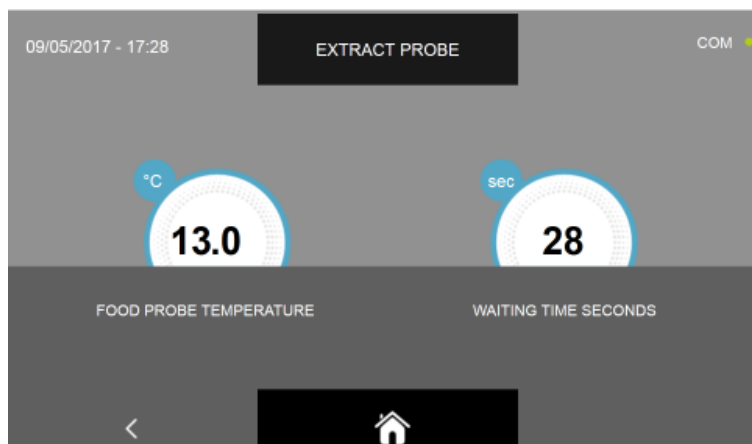 09/05/2017 - 17:28
EXTRACT PROBE
COM
°C
sec
13.0
28
FOOD PROBE TEMPERATURE
WAITING TIME SECONDS